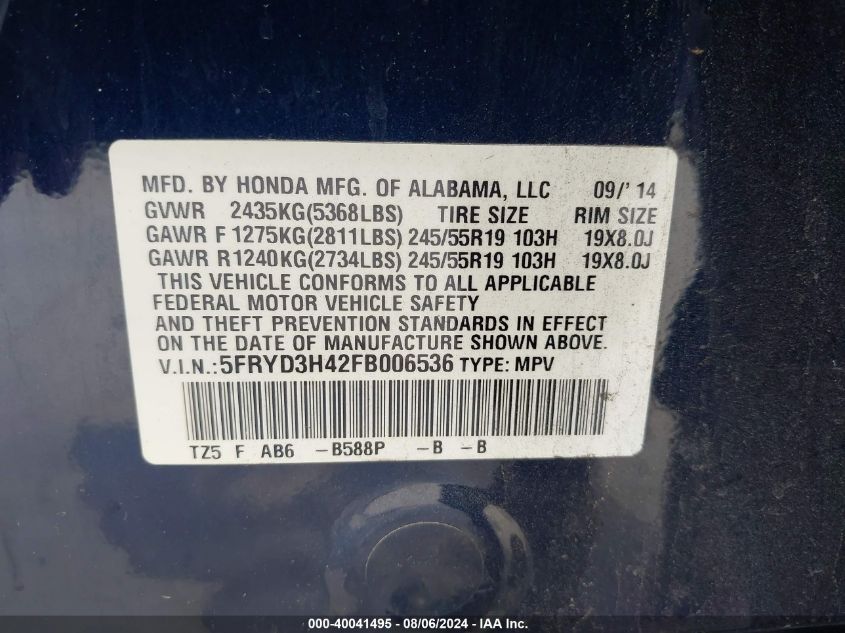 MFD. BY HONDA MFG. OF ALABAMA, LLC 09/' 14
GVWR 2435KG(5368LBS) TIRE SIZE RIM SIZE
GAWR F 1275KG(2811LBS) 245/55R19 103H 19X8.0J
GAWR R1240KG(2734LBS) 245/55R19 103H 19X8.0J
THIS VEHICLE CONFORMS TO ALL APPLICABLE
FEDERAL MOTOR VEHICLE SAFETY
AND THEFT PREVENTION STANDARDS IN EFFECT
ON THE DATE OF MANUFACTURE SHOWN ABOVE.
V.I.N.:5FRYD3H42FB006536 TYPE: MPV
TZ5 F AB6 -B588P -B -B
000-40041495 - 08/06/2024 - IAA Inc.